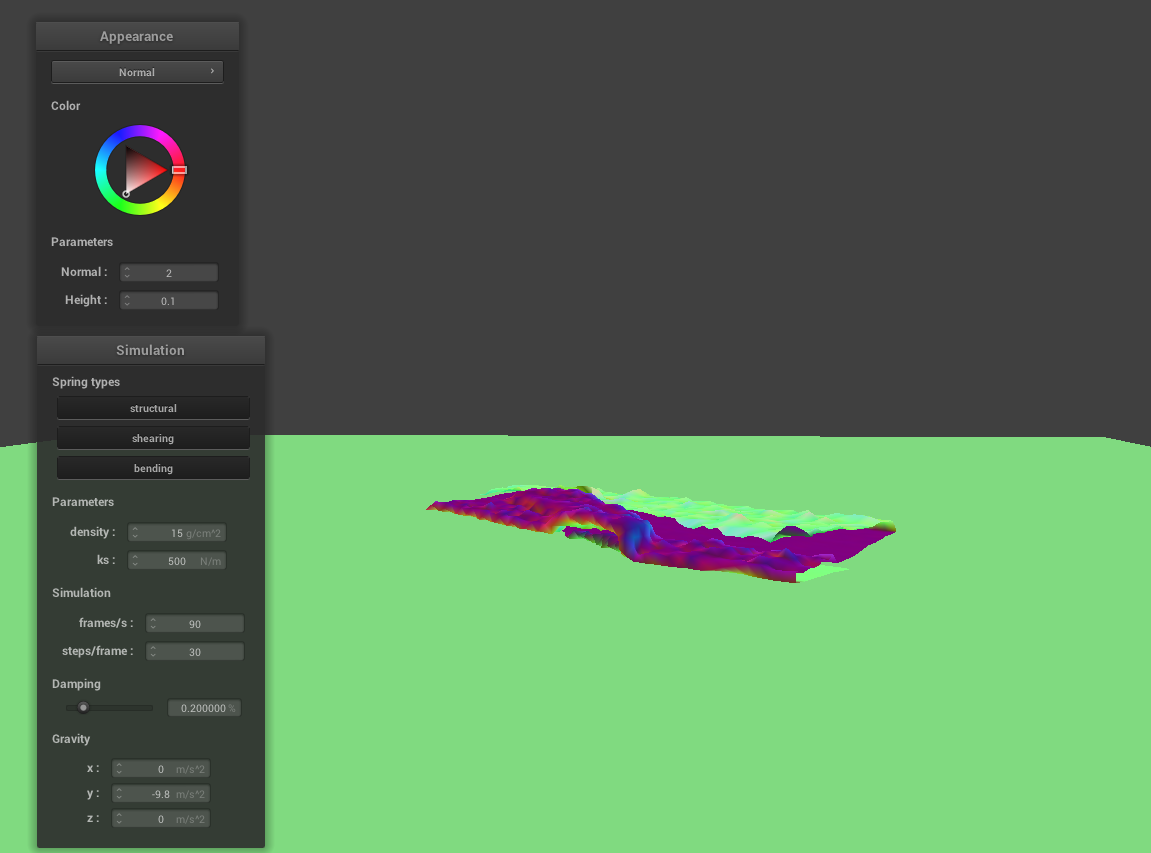 Appearance
Normal
Color
Parameters
Normal : 2
Height : 0.1
Simulation
Spring types
structural
shearing
bending
Parameters
density : 15 g/cm^2
ks : 500 N/m
Simulation
frames/s : 90
steps/frame : 30
Damping
0.200000 %
Gravity
x : 0 m/s^2
y : -9.8 m/s^2
z : 0 m/s^2